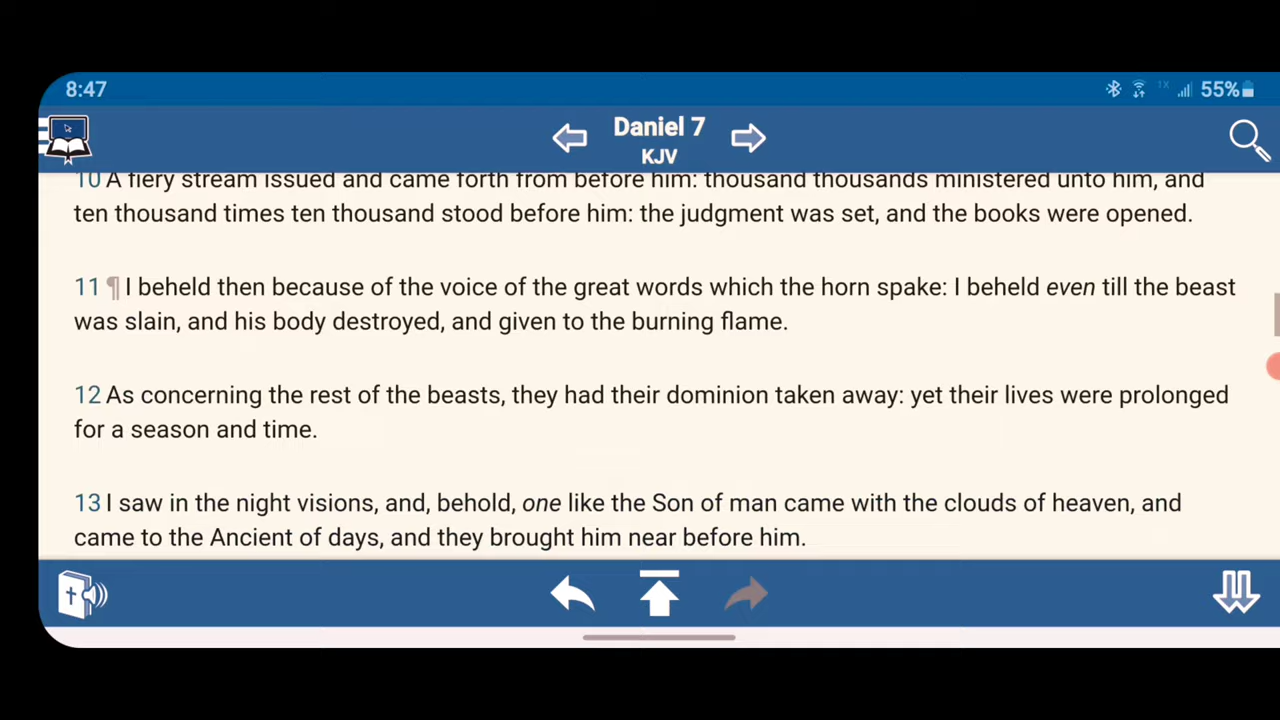 8:47
1X
55%
Daniel 7
KJV
10 A fiery stream issued and came forth from before him: thousand thousands ministered unto him, and
ten thousand times ten thousand stood before him: the judgment was set, and the books were opened.
11 ¶ I beheld then because of the voice of the great words which the horn spake: I beheld even till the beast
was slain, and his body destroyed, and given to the burning flame.
12 As concerning the rest of the beasts, they had their dominion taken away: yet their lives were prolonged
for a season and time.
13 I saw in the night visions, and, behold, one like the Son of man came with the clouds of heaven, and
came to the Ancient of days, and they brought him near before him.